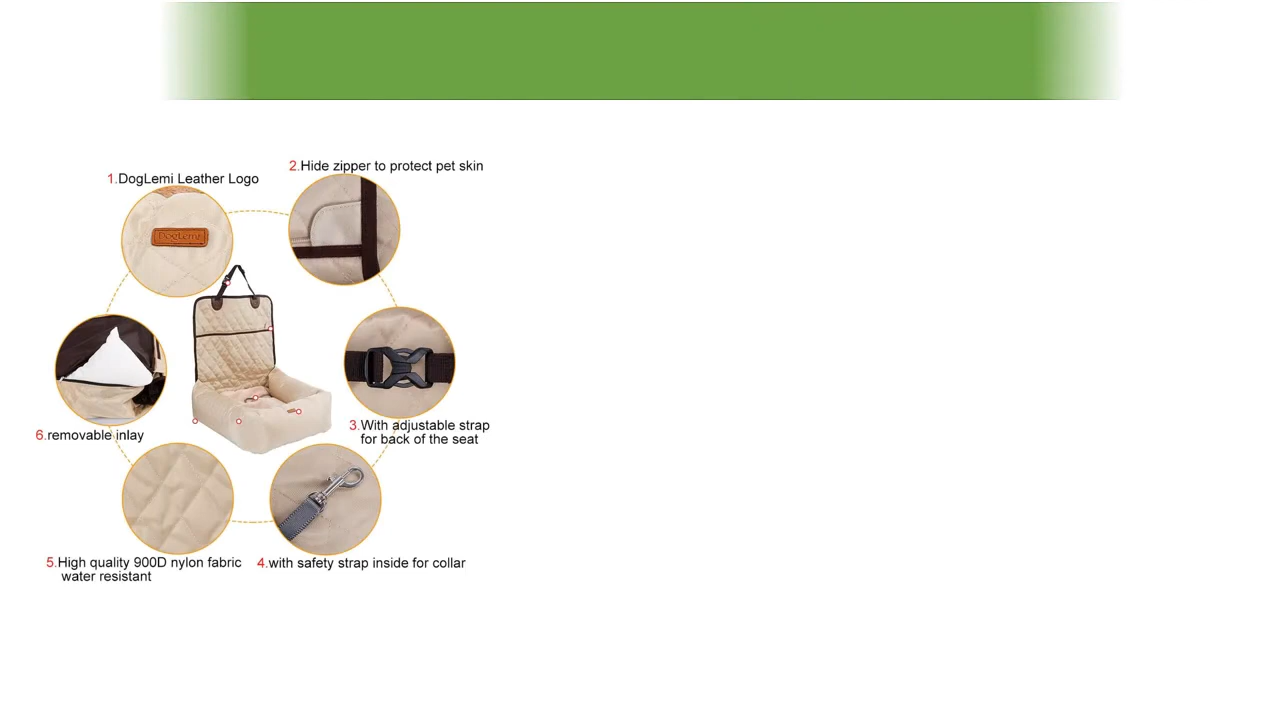 1.DogLemi Leather Logo
2.Hide zipper to protect pet skin
DogLemi
3.With adjustable strap
for back of the seat
6.removable inlay
5.High quality 900D nylon fabric
water resistant
4.with safety strap inside for collar